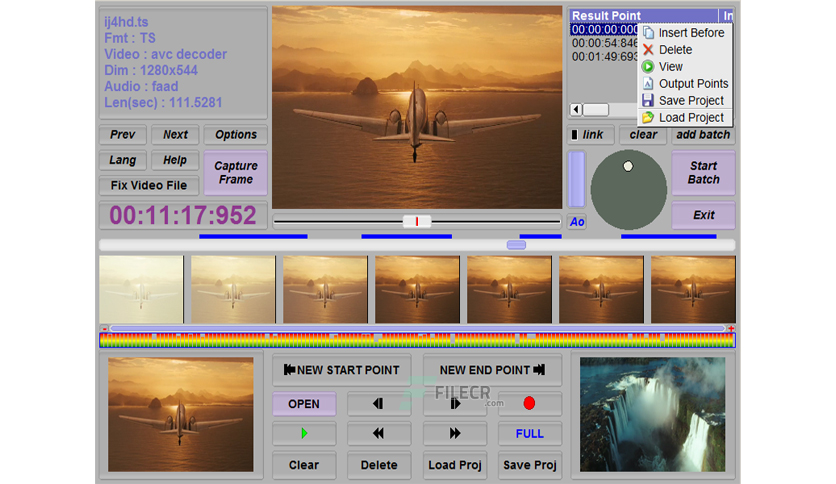 ij4hd.ts
Fmt : TS
Video : avc decoder
Dim : 1280x544
Audio : faad
Len(sec) : 111.5281
Prev
Next
Options
Lang
Help
Capture Frame
Fix Video File
00:11:17:952
Result Point
In
00:00:00:000
00:00:54:846
00:01:49:693
Insert Before
Delete
View
Output Points
Save Project
Load Project
link
clear
add batch
Start Batch
Exit
Ao
-
+
NEW START POINT
NEW END POINT
OPEN
FILECR
.com
FULL
Clear
Delete
Load Proj
Save Proj